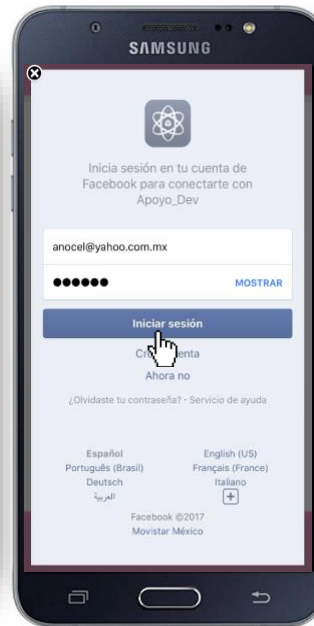 SAMSUNG
Inicia sesión en tu cuenta de
Facebook para conectarte con
Apoyo_Dev
anocel@yahoo.com.mx
●●●●●● MOSTRAR
Iniciar sesión
Ahora no
¿Olvidaste tu contraseña? · Servicio de ayuda
Español English (US)
Português (Brasil) Français (France)
Deutsch Italiano
العربية
Facebook ©2017
Movistar México